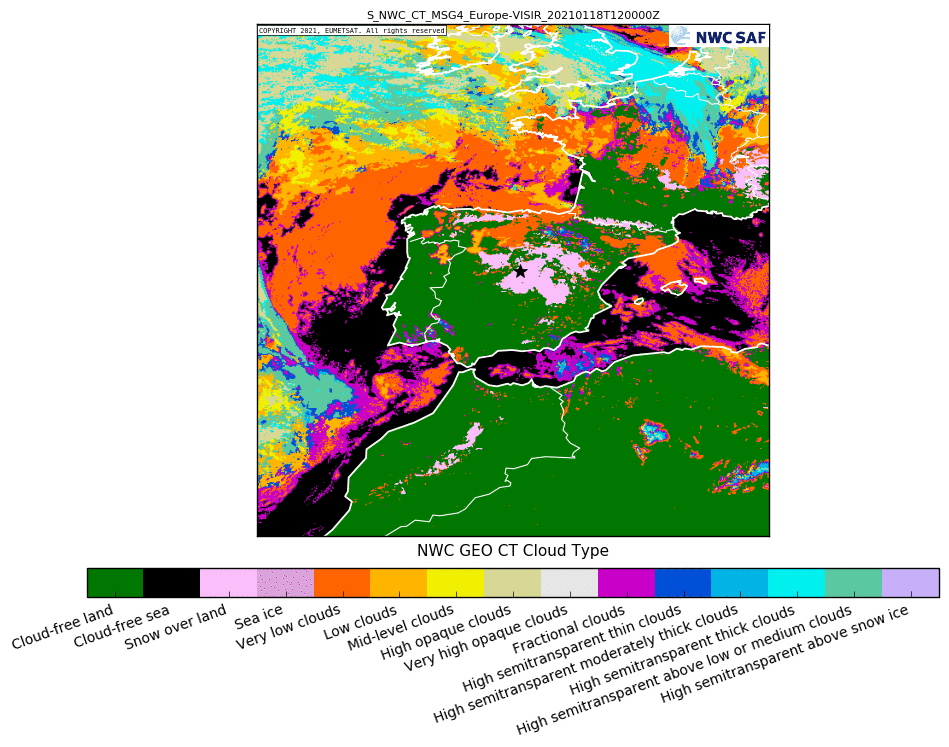 S_NWC_CT_MSG4_Europe-VISIR_20210118T120000Z
COPYRIGHT 2021, EUMETSAT. All rights reserved
NWC SAF
NWC GEO CT Cloud Type
Cloud-free land
Cloud-free sea
Snow over land
Sea ice
Very low clouds
Low clouds
Mid-level clouds
High opaque clouds
Very high opaque clouds
Fractional clouds
High semitransparent thin clouds
High semitransparent moderately thick clouds
High semitransparent thick clouds
High semitransparent above low or medium clouds
High semitransparent above snow ice